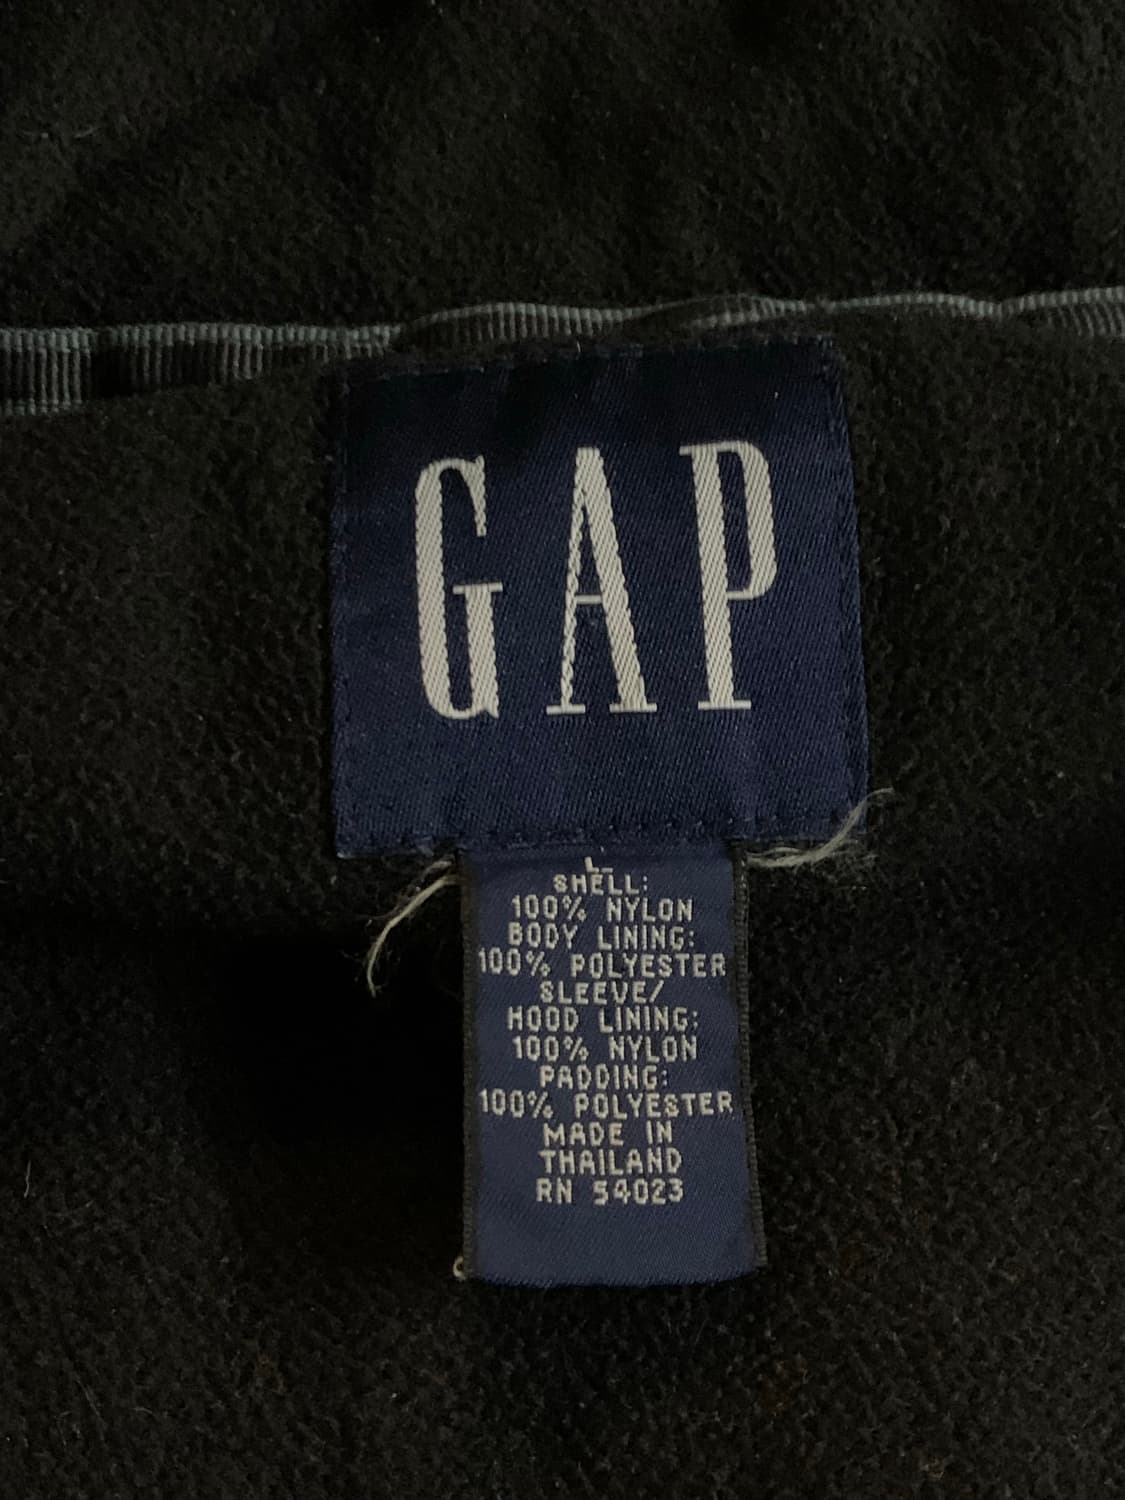 GAP
L
SHELL:
100% NYLON
BODY LINING:
100% POLYESTER
SLEEVE/
HOOD LINING:
100% NYLON
PADDING:
100% POLYESTER
MADE IN
THAILAND
RN 54023